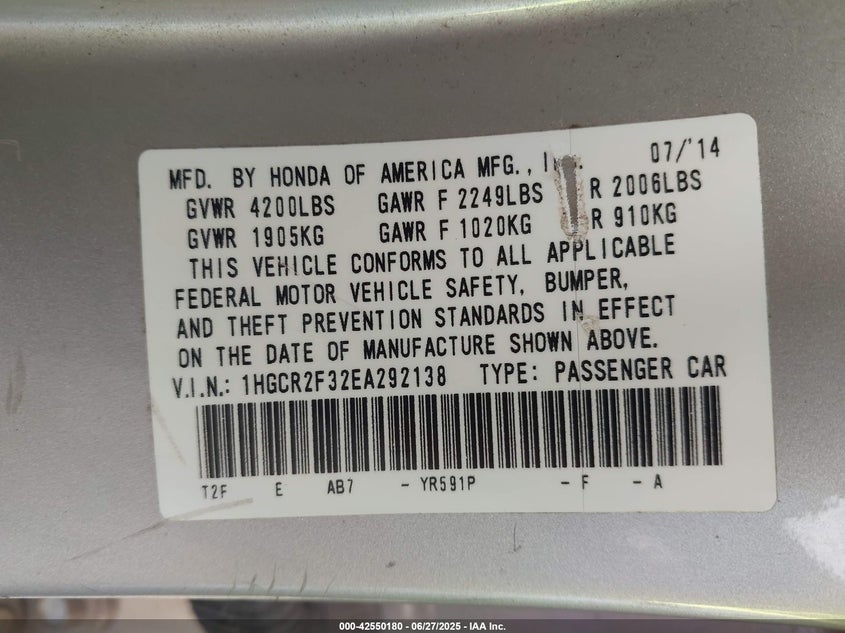 MFD. BY HONDA OF AMERICA MFG., 07/'14
GVWR 4200LBS GAWR F 2249LBS R 2006LBS
GVWR 1905KG GAWR F 1020KG R 910KG
THIS VEHICLE CONFORMS TO ALL APPLICABLE
FEDERAL MOTOR VEHICLE SAFETY, BUMPER,
AND THEFT PREVENTION STANDARDS IN EFFECT
ON THE DATE OF MANUFACTURE SHOWN ABOVE.
V.I.N.: 1HGCR2F32EA292138 TYPE: PASSENGER CAR
T2F E AB7 - YR591P - F - A
000-42550180 | 06/27/2025 | IAA Inc.